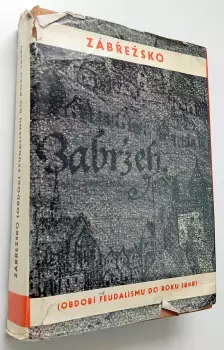 ZÁBŘEŽSKO
Zabrzeh.
(OBDOBÍ FEUDALISMU DO ROKU 1848)
ZÁBŘEŽSKO (OBDOBÍ FEUDALISMU DO ROKU 1848)